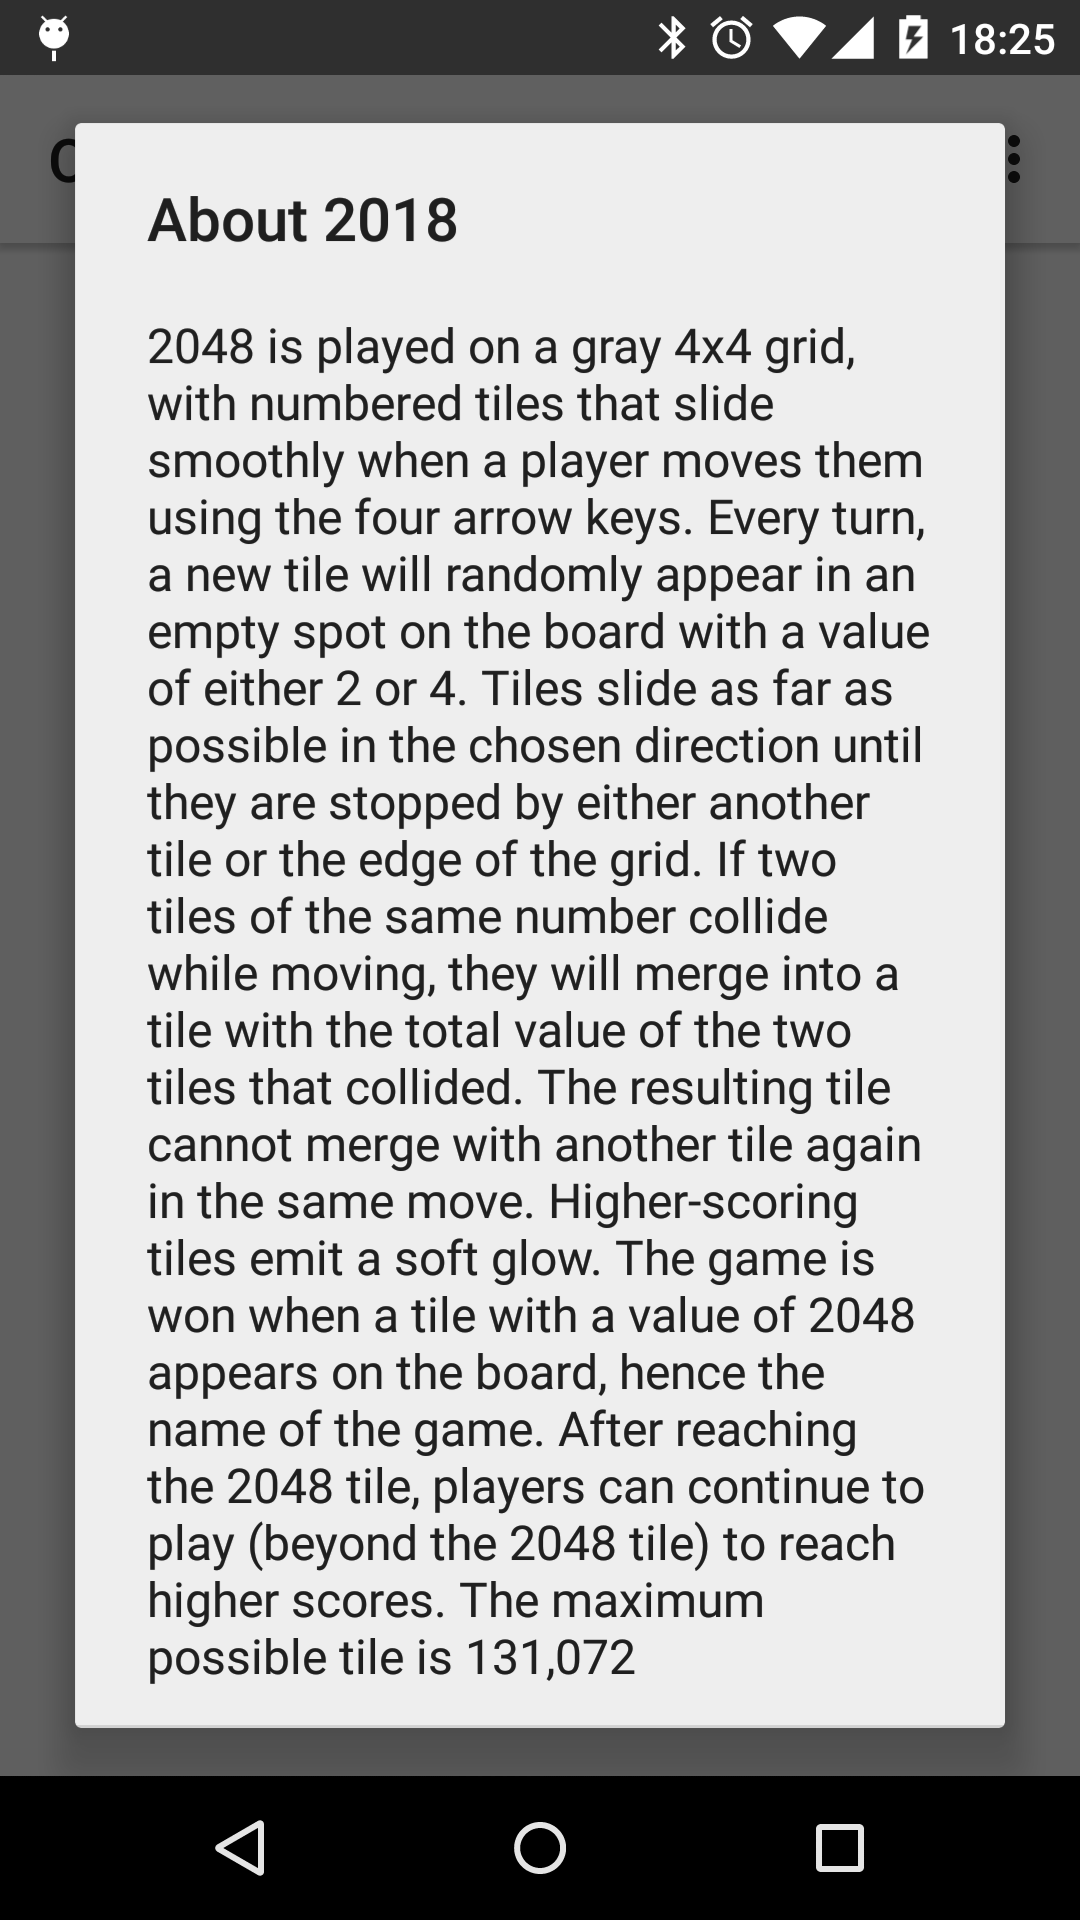 18:25
About 2018
2048 is played on a gray 4x4 grid,
with numbered tiles that slide
smoothly when a player moves them
using the four arrow keys. Every turn,
a new tile will randomly appear in an
empty spot on the board with a value
of either 2 or 4. Tiles slide as far as
possible in the chosen direction until
they are stopped by either another
tile or the edge of the grid. If two
tiles of the same number collide
while moving, they will merge into a
tile with the total value of the two
tiles that collided. The resulting tile
cannot merge with another tile again
in the same move. Higher-scoring
tiles emit a soft glow. The game is
won when a tile with a value of 2048
appears on the board, hence the
name of the game. After reaching
the 2048 tile, players can continue to
play (beyond the 2048 tile) to reach
higher scores. The maximum
possible tile is 131,072